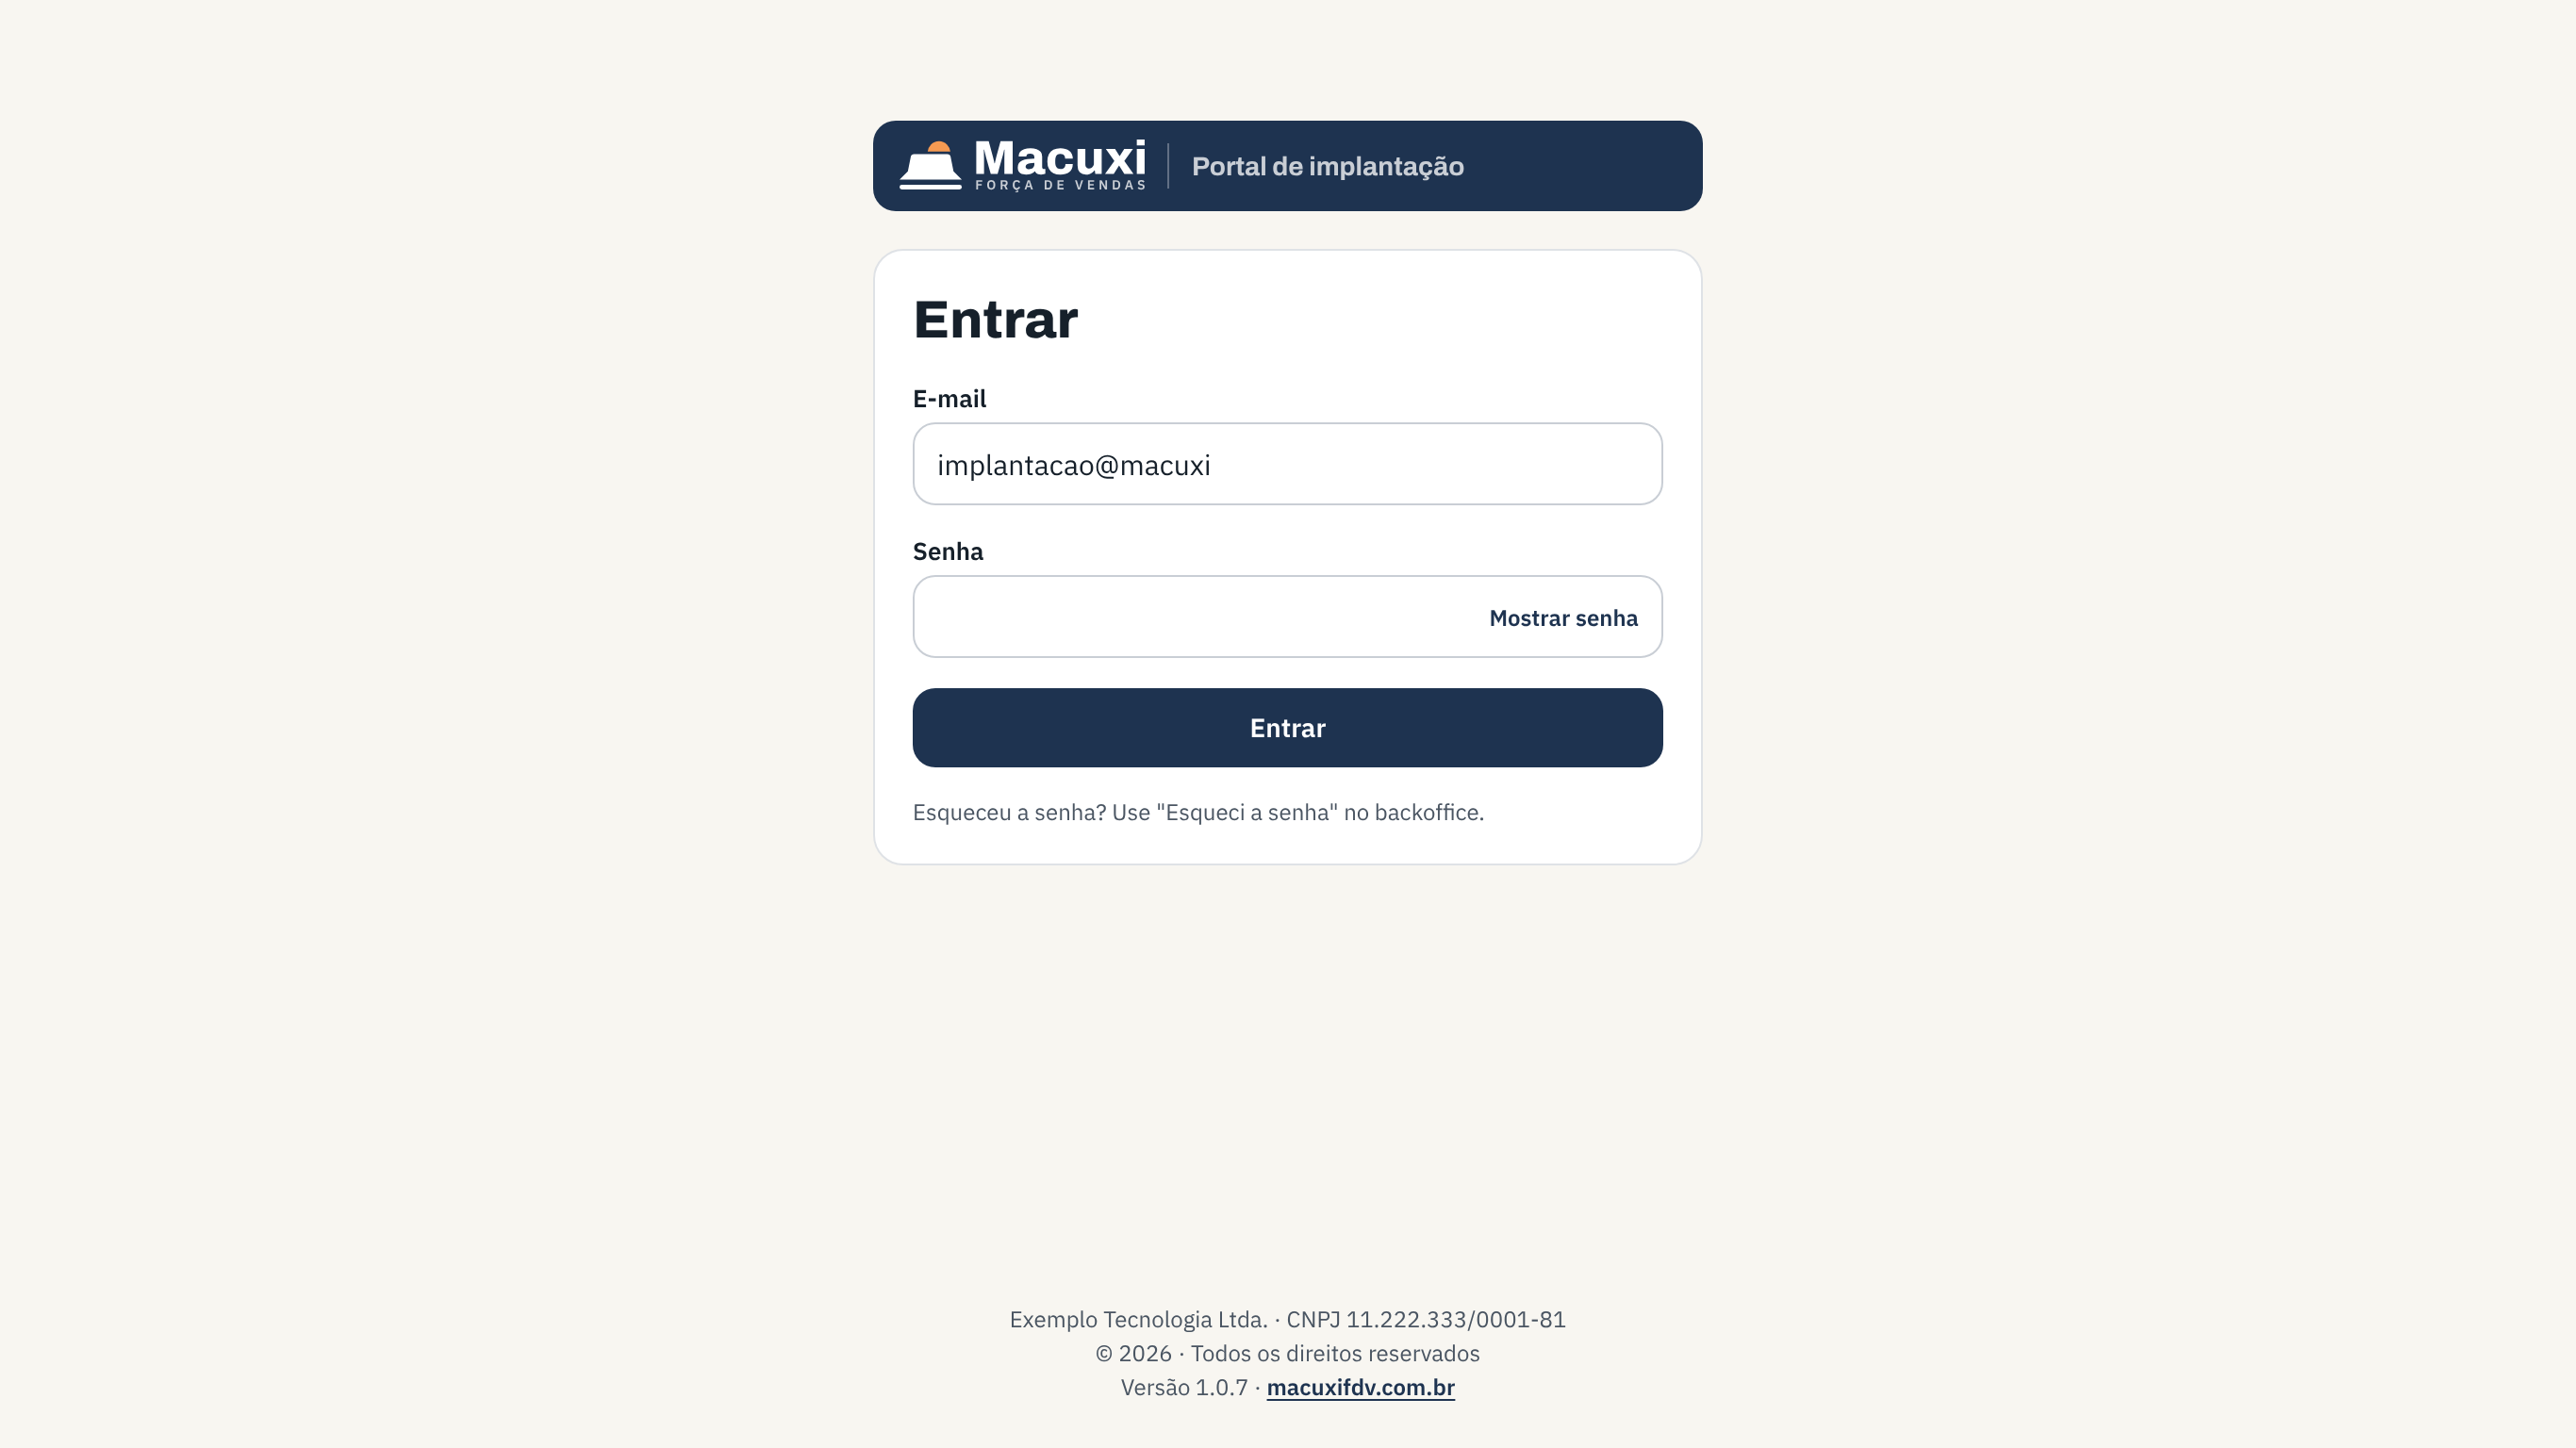 Macuxi
FORÇA DE VENDAS
Portal de implantação
Entrar
E-mail
implantacao@macuxi
Senha
Mostrar senha
Entrar
Esqueceu a senha? Use "Esqueci a senha" no backoffice.
Exemplo Tecnologia Ltda. · CNPJ 11.222.333/0001-81
© 2026 · Todos os direitos reservados
Versão 1.0.7 · macuxifdv.com.br